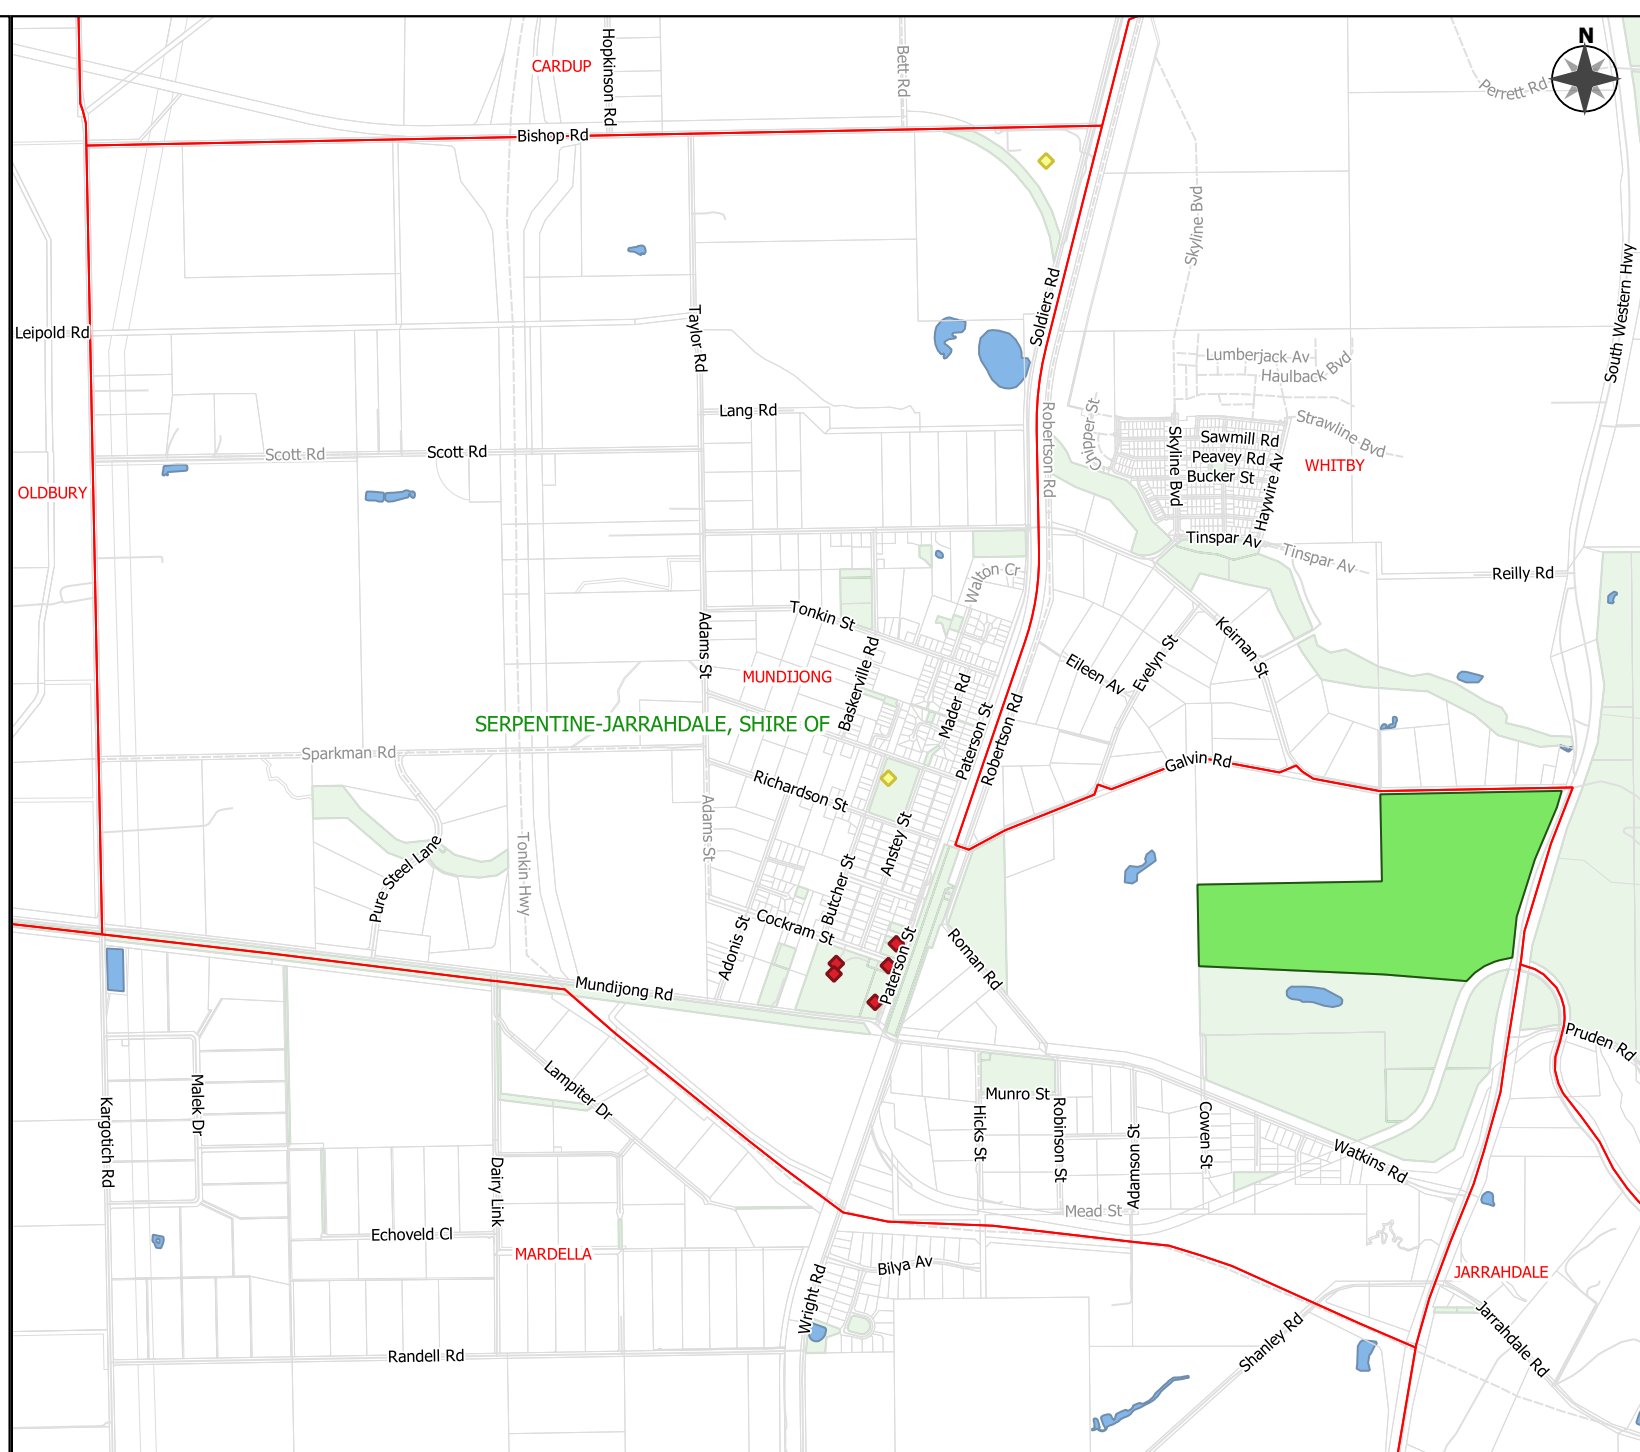 N
CARDUP
Hopkinson Rd
Bett Rd
Perrett Rd
Bishop Rd
Skyline Bvd
South Western Hwy
Soldiers Rd
Leipold Rd
Taylor Rd
Lumberjack Av
Haulback Bvd
Lang Rd
Chipper St
Robertson Rd
Strawline Bvd
Sawmill Rd
Peavey Rd
Bucker St
Skyline Bvd
Haywire Av
WHITBY
Scott Rd
Scott Rd
OLDBURY
Tinspar Av
Tinspar Av
Reilly Rd
Walton Cr
Tonkin St
Adams St
Baskerville Rd
Keirnan St
Evelyn St
Eileen Av
MUNDIJONG
Mader Rd
Paterson St
Robertson Rd
SERPENTINE-JARRAHDALE, SHIRE OF
Sparkman Rd
Galvin Rd
Richardson St
Adams St
Anstey St
Tonkin Hwy
Pure Steel Lane
Butcher St
Cockram St
Adonis St
Paterson St
Roman Rd
Mundijong Rd
Pruden Rd
Lampiter Dr
Malek Dr
Kargotich Rd
Munro St
Hicks St
Robinson St
Adamson St
Cowen St
Watkins Rd
Dairy Link
Mead St
Echoveld Cl
MARDELLA
Bilya Av
JARRAHDALE
Wright Rd
Shanley Rd
Jarrahdale Rd
Randell Rd